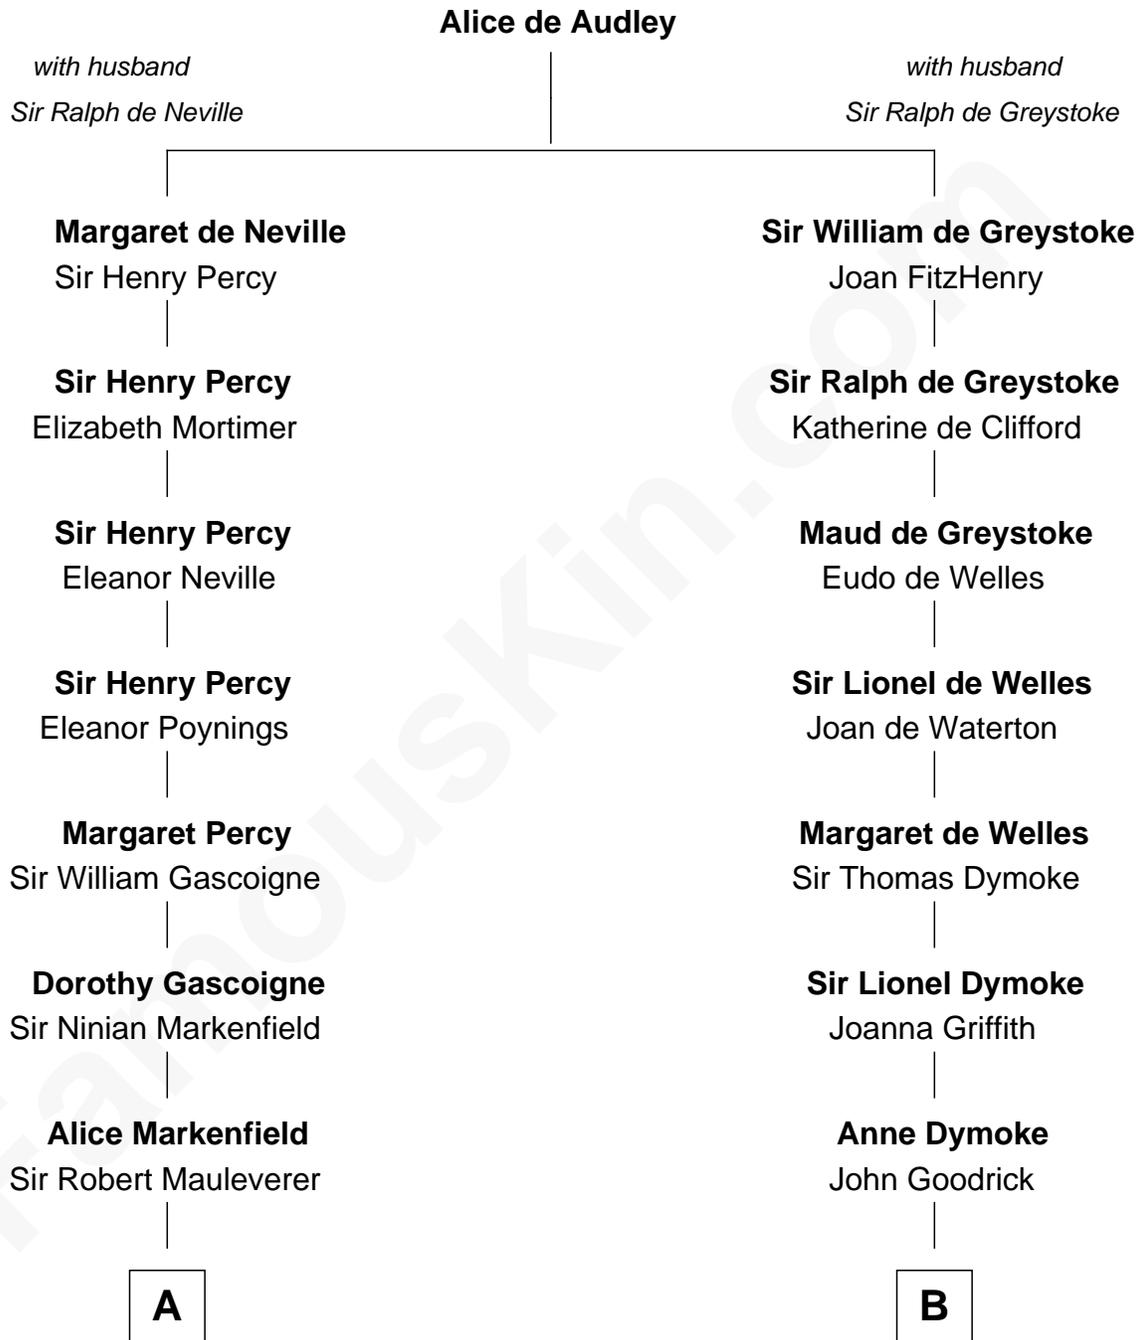 Alice de Audley
with husband
Sir Ralph de Neville
with husband
Sir Ralph de Greystoke
Margaret de Neville
Sir Henry Percy
Sir William de Greystoke
Joan FitzHenry
Sir Henry Percy
Elizabeth Mortimer
Sir Ralph de Greystoke
Katherine de Clifford
Sir Henry Percy
Eleanor Neville
Maud de Greystoke
Eudo de Welles
Sir Henry Percy
Eleanor Poynings
Sir Lionel de Welles
Joan de Waterton
Margaret Percy
Sir William Gascoigne
Margaret de Welles
Sir Thomas Dymoke
Dorothy Gascoigne
Sir Ninian Markenfield
Sir Lionel Dymoke
Joanna Griffith
Alice Markenfield
Sir Robert Mauleverer
Anne Dymoke
John Goodrick
A
B
FamousKin.com